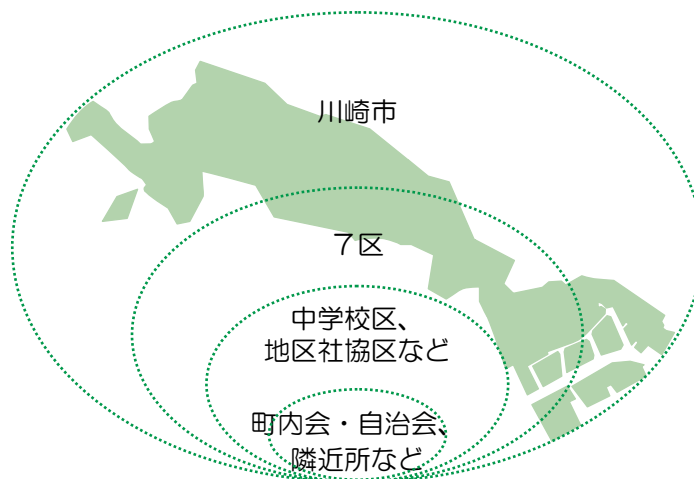 川崎市
７区
中学校区、
地区社協区など
町内会・自治会、
隣近所など